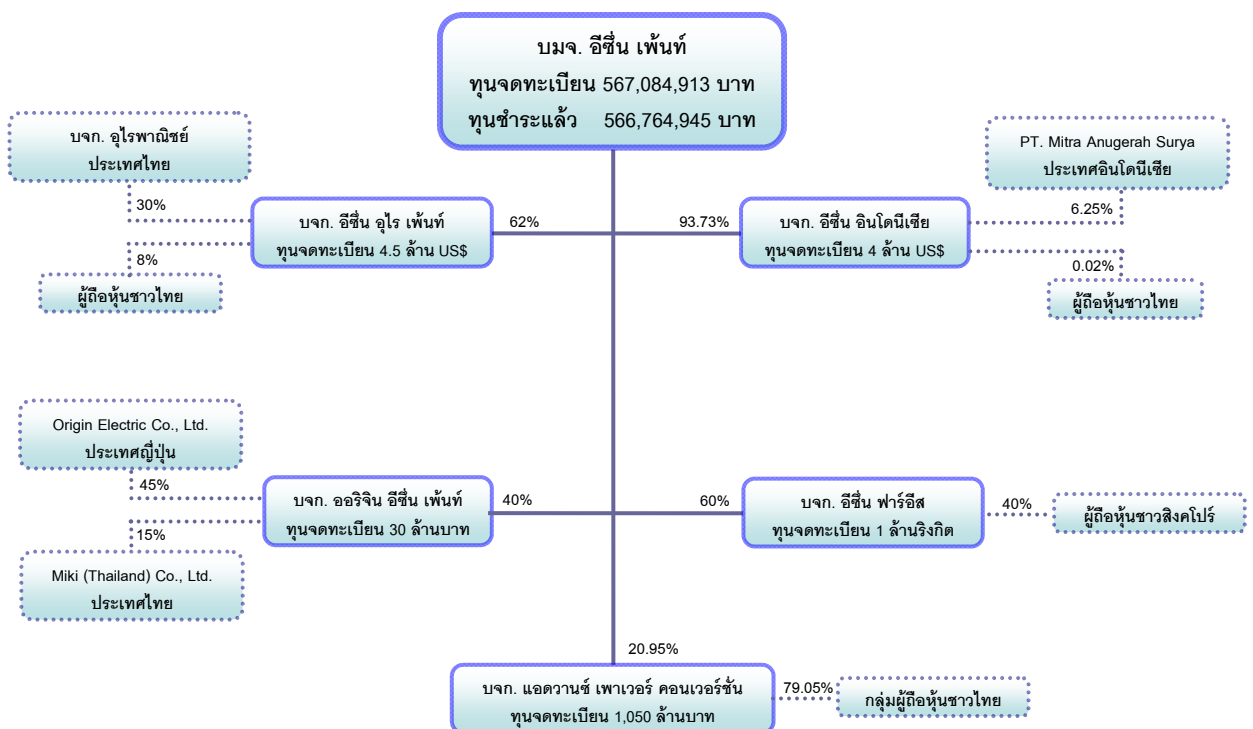 บมจ. อีซึ่น เพ้นท์
ทุนจดทะเบียน 567,084,913 บาท
ทุนชำระแล้ว 566,764,945 บาท
บจก. อุไรพาณิชย์
ประเทศไทย
PT. Mitra Anugerah Surya
ประเทศอินโดนีเซีย
30%
6.25%
บจก. อีซึ่น อุไร เพ้นท์
ทุนจดทะเบียน 4.5 ล้าน US$
62%
93.73%
บจก. อีซึ่น อินโดนีเซีย
ทุนจดทะเบียน 4 ล้าน US$
8%
0.02%
ผู้ถือหุ้นชาวไทย
ผู้ถือหุ้นชาวไทย
Origin Electric Co., Ltd.
ประเทศญี่ปุ่น
45%
บจก. ออริจิน อีซึ่น เพ้นท์
ทุนจดทะเบียน 30 ล้านบาท
40%
60%
บจก. อีซึ่น ฟาร์อีส
ทุนจดทะเบียน 1 ล้านริงกิต
40%
ผู้ถือหุ้นชาวสิงคโปร์
15%
Miki (Thailand) Co., Ltd.
ประเทศไทย
20.95%
บจก. แอดวานซ์ เพาเวอร์ คอนเวอร์ชั่น
ทุนจดทะเบียน 1,050 ล้านบาท
79.05%
กลุ่มผู้ถือหุ้นชาวไทย